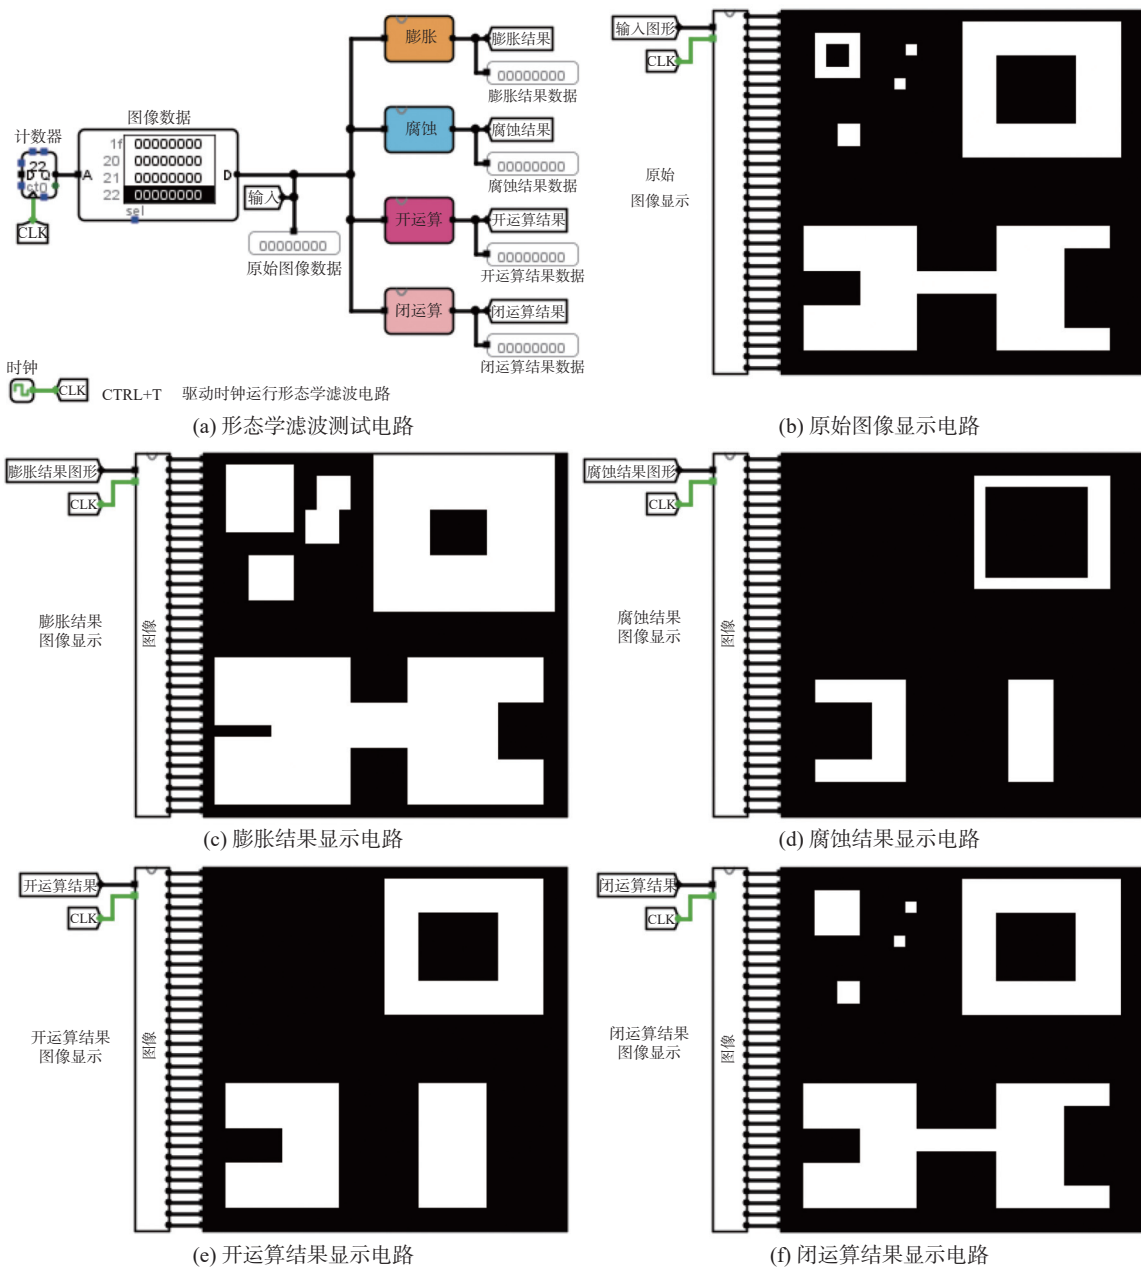 计数器
22
D Q
ct0
CLK
图像数据
A
1f 00000000
20 00000000
21 00000000
22 00000000
D
sel
输入
00000000
原始图像数据
膨胀
膨胀结果
00000000
膨胀结果数据
腐蚀
腐蚀结果
00000000
腐蚀结果数据
开运算
开运算结果
00000000
开运算结果数据
闭运算
闭运算结果
00000000
闭运算结果数据
时钟
CLK
CTRL+T 驱动时钟运行形态学滤波电路
(a) 形态学滤波测试电路
输入图形
CLK
原始
图像显示
(b) 原始图像显示电路
膨胀结果图形
CLK
膨胀结果
图像显示
图像
(c) 膨胀结果显示电路
腐蚀结果图形
CLK
腐蚀结果
图像显示
图像
(d) 腐蚀结果显示电路
开运算结果
CLK
开运算结果
图像显示
图像
(e) 开运算结果显示电路
闭运算结果
CLK
闭运算结果
图像显示
图像
(f) 闭运算结果显示电路